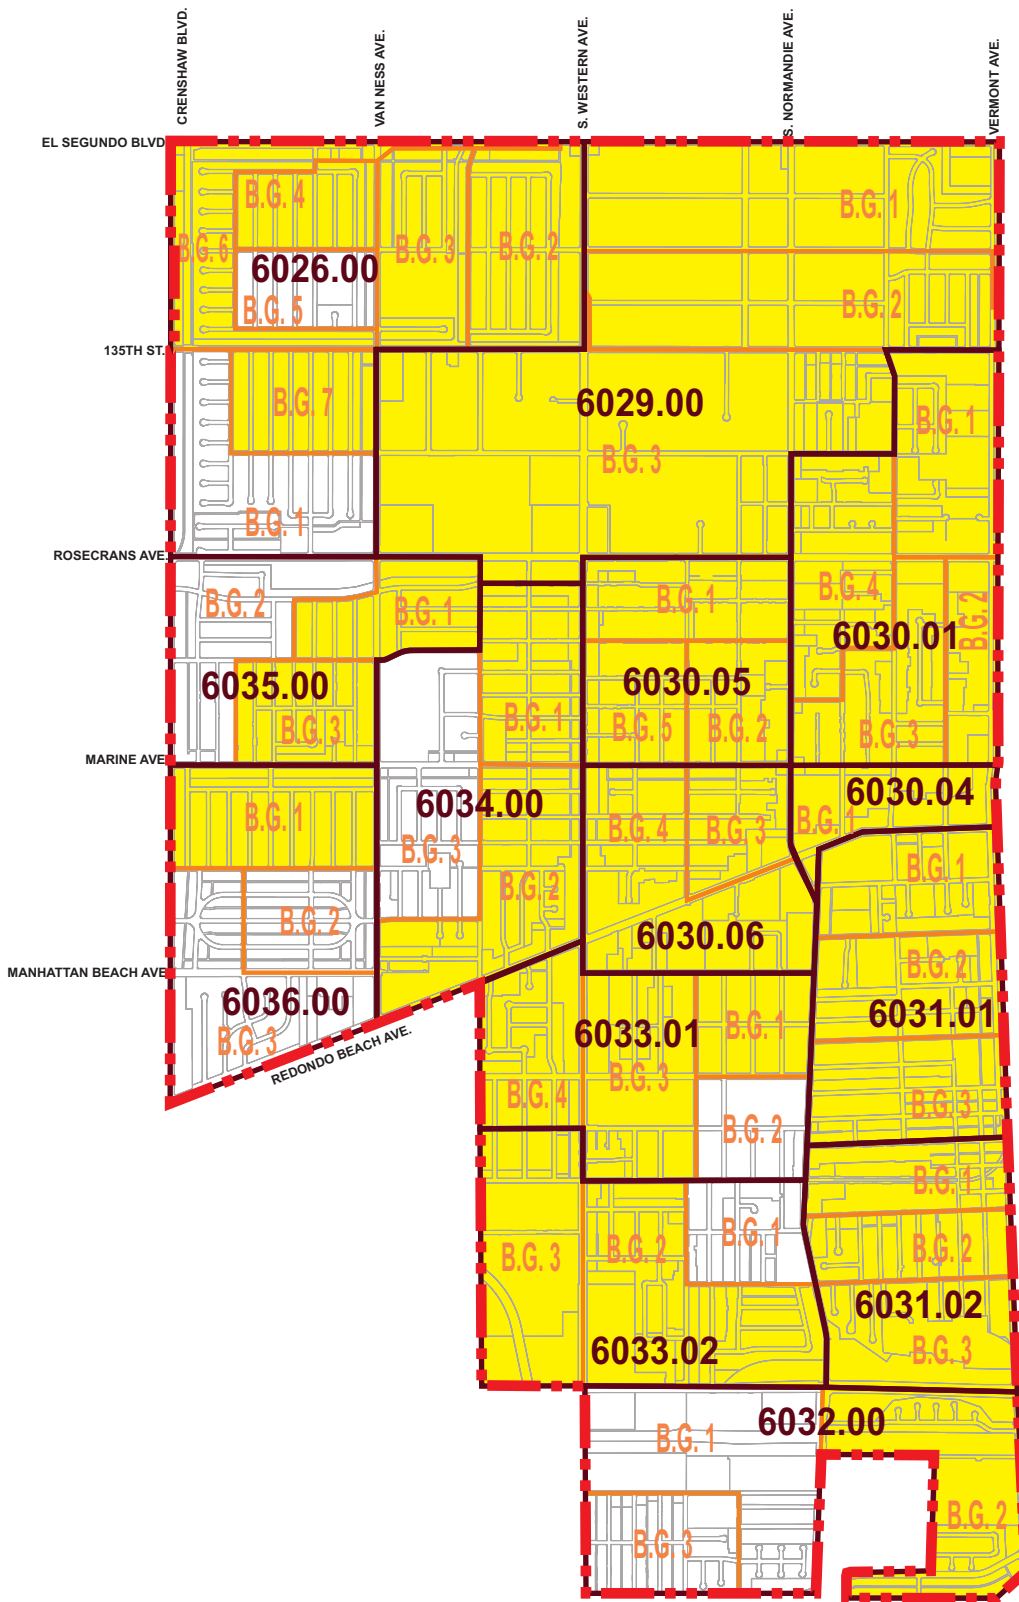 CRENSHAW BLVD.
VAN NESS AVE.
S. WESTERN AVE.
S. NORMANDIE AVE.
VERMONT AVE.
EL SEGUNDO BLVD
B.G. 4
B.G. 6
B.G. 3
B.G. 2
B.G. 1
6026.00
B.G. 5
B.G. 2
135TH ST.
B.G. 7
6029.00
B.G. 1
B.G. 3
B.G. 1
ROSECRANS AVE.
B.G. 2
B.G. 1
B.G. 1
B.G. 4
B.G. 2
6030.01
6035.00
6030.05
B.G. 3
B.G. 1
B.G. 5
B.G. 2
B.G. 3
MARINE AVE
6034.00
6030.04
B.G. 1
B.G. 3
B.G. 4
B.G. 3
B.G. 1
B.G. 1
B.G. 2
B.G. 2
6030.06
B.G. 2
MANHATTAN BEACH AVE
6036.00
6033.01
6031.01
B.G. 3
REDONDO BEACH AVE.
B.G. 1
B.G. 3
B.G. 4
B.G. 3
B.G. 2
B.G. 1
B.G. 3
B.G. 2
B.G. 1
B.G. 2
6031.02
6033.02
B.G. 3
6032.00
B.G. 1
B.G. 2
B.G. 3